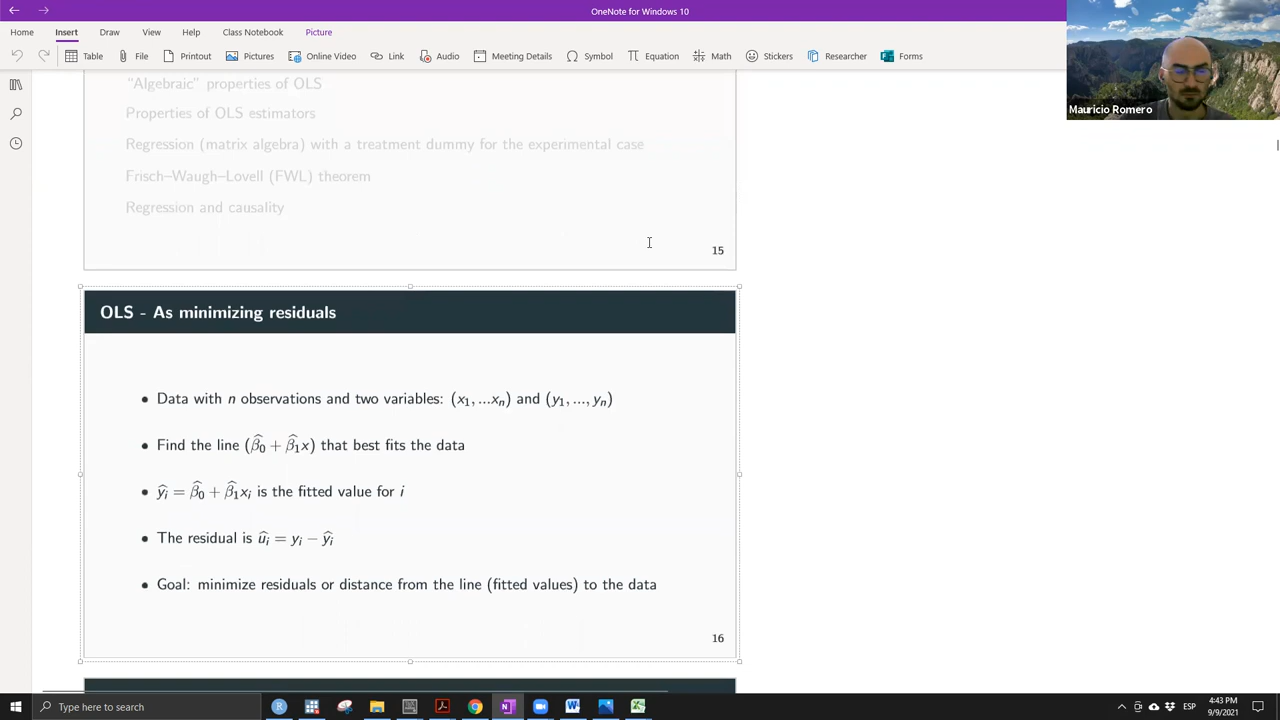 OneNote for Windows 10
Home Insert Draw View Help Class Notebook Picture
Table File Printout Pictures Online Video Link Audio Meeting Details Symbol Equation Math Stickers Researcher Forms
Mauricio Romero
"Algebraic" properties of OLS
Properties of OLS estimators
Regression (matrix algebra) with a treatment dummy for the experimental case
Frisch–Waugh–Lovell (FWL) theorem
Regression and causality
15
OLS - As minimizing residuals
• Data with n observations and two variables: (x₁, ...xₙ) and (y₁, ..., yₙ)
• Find the line (β̂₀ + β̂₁x) that best fits the data
• ŷᵢ = β̂₀ + β̂₁xᵢ is the fitted value for i
• The residual is ûᵢ = yᵢ − ŷᵢ
• Goal: minimize residuals or distance from the line (fitted values) to the data
16
Type here to search
ESP
4:43 PM
9/9/2021